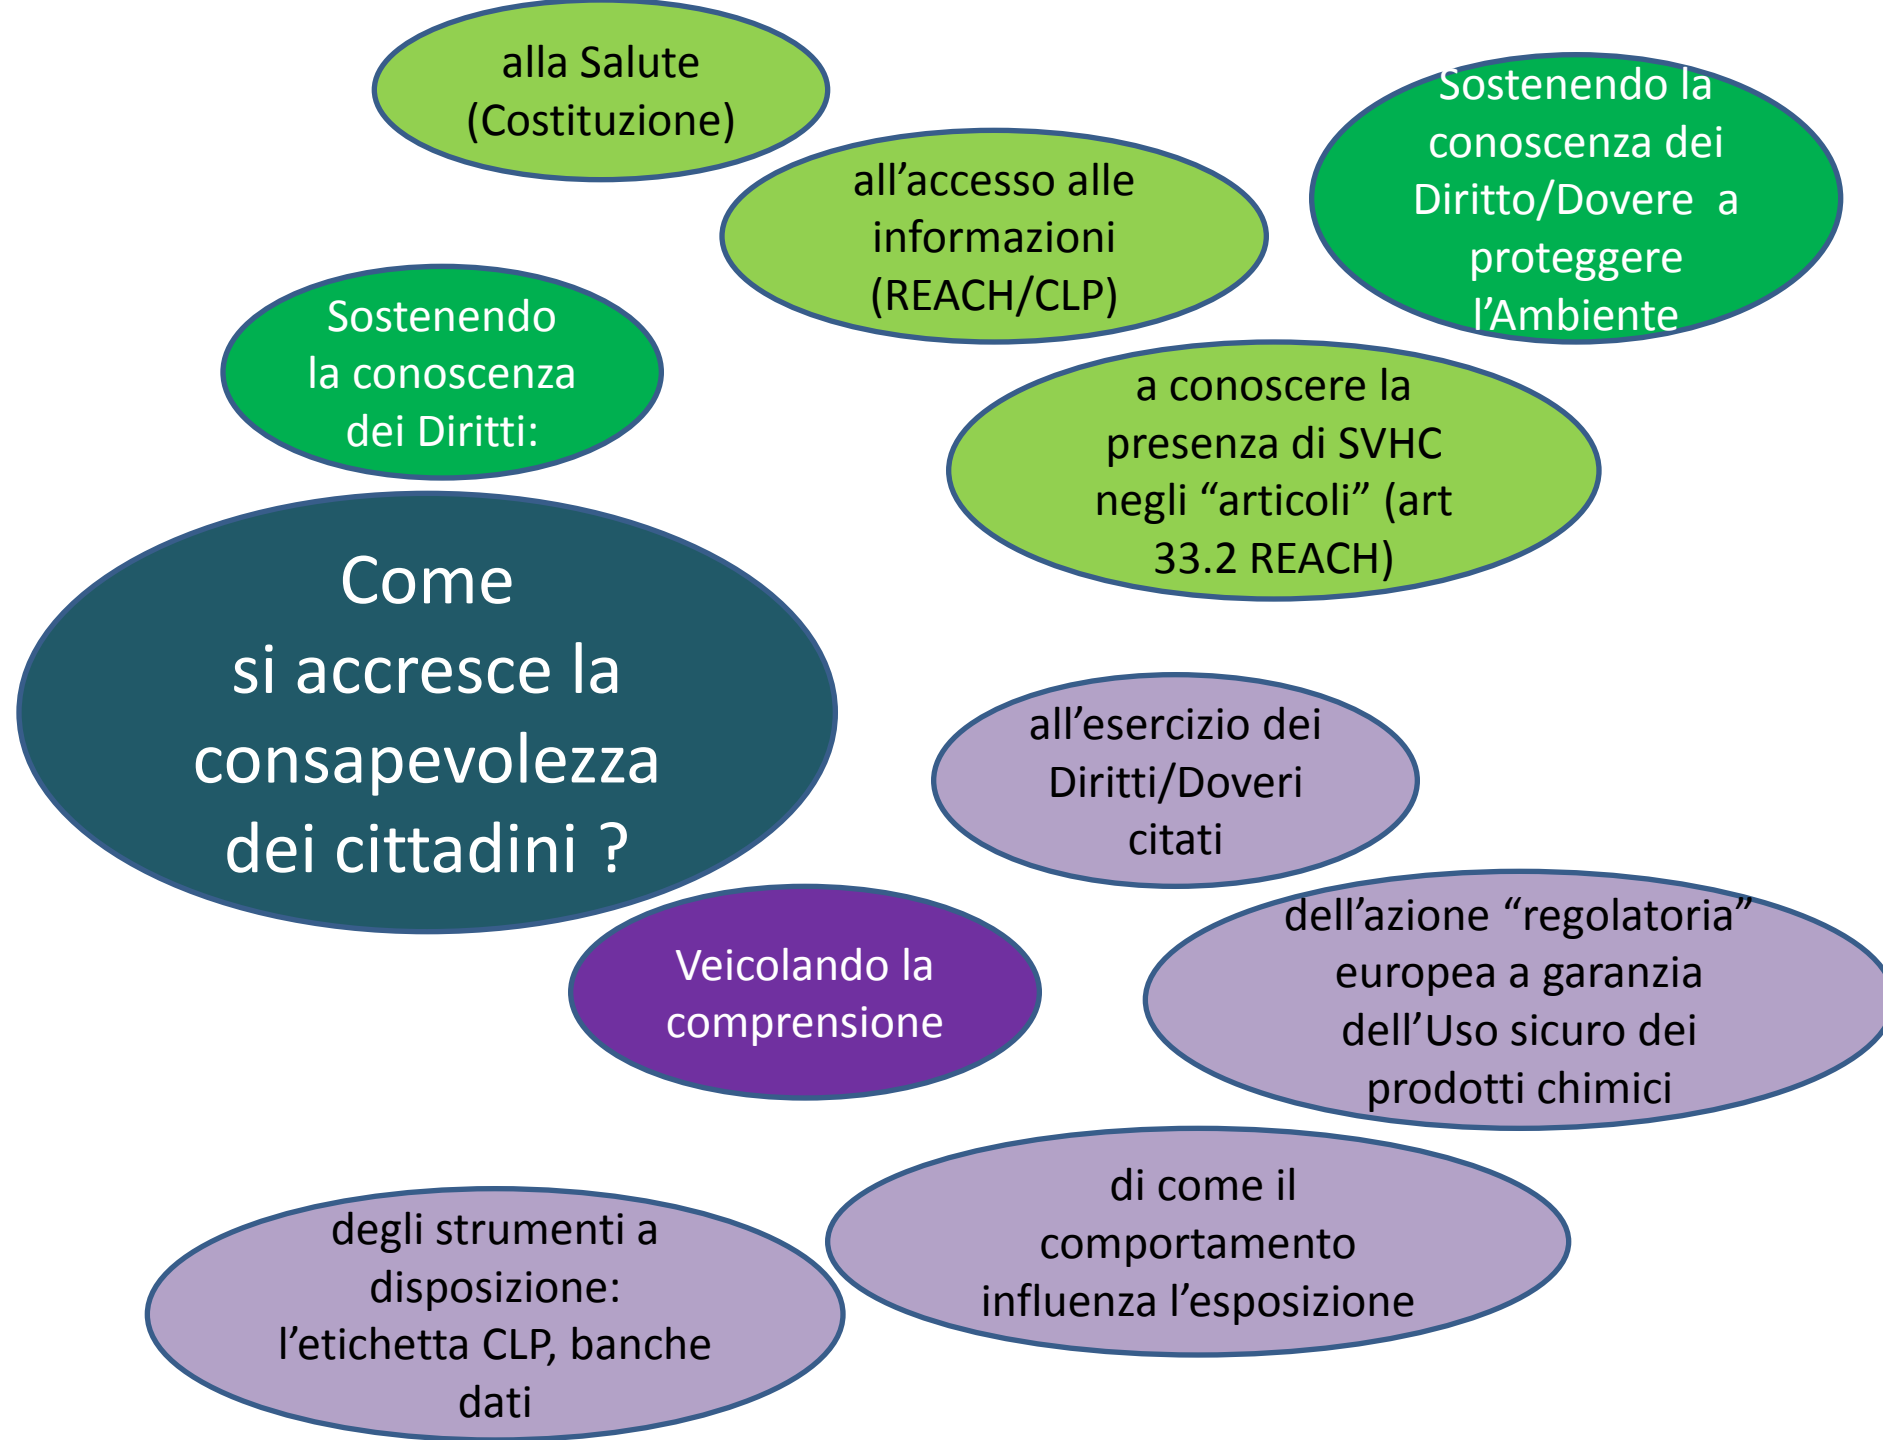 alla Salute
(Costituzione)
all’accesso alle
informazioni
(REACH/CLP)
Sostenendo la
conoscenza dei
Diritto/Dovere  a
proteggere
l’Ambiente
Sostenendo
la conoscenza
dei Diritti:
a conoscere la
presenza di SVHC
negli “articoli” (art
33.2 REACH)
Come
si accresce la
consapevolezza
dei cittadini ?
all’esercizio dei
Diritti/Doveri
citati
Veicolando la
comprensione
dell’azione “regolatoria”
europea a garanzia
dell’Uso sicuro dei
prodotti chimici
di come il
comportamento
influenza l’esposizione
degli strumenti a
disposizione:
l’etichetta CLP, banche
dati